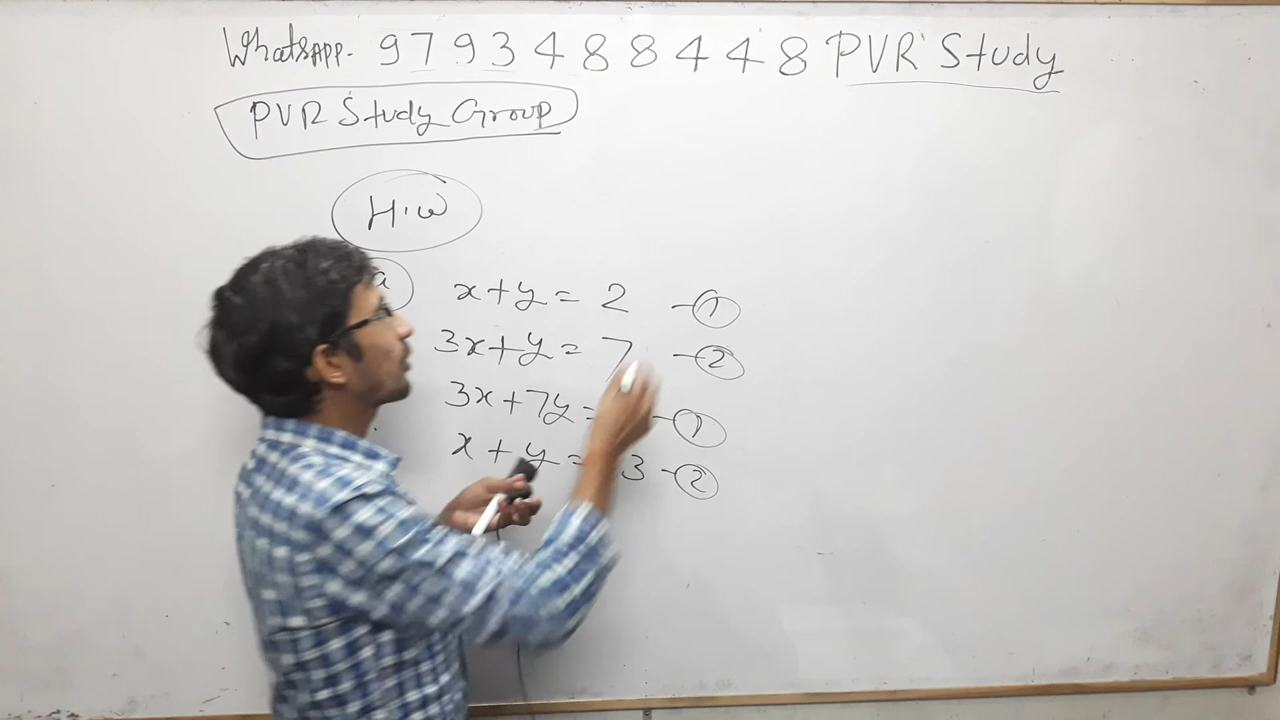 WhatsApp- 9793488448 PVR Study
PVR Study Group
H.W
a
x+y= 2 -①
3x+y= 7 -②
3x+7y= -①
x+y= 3 -②